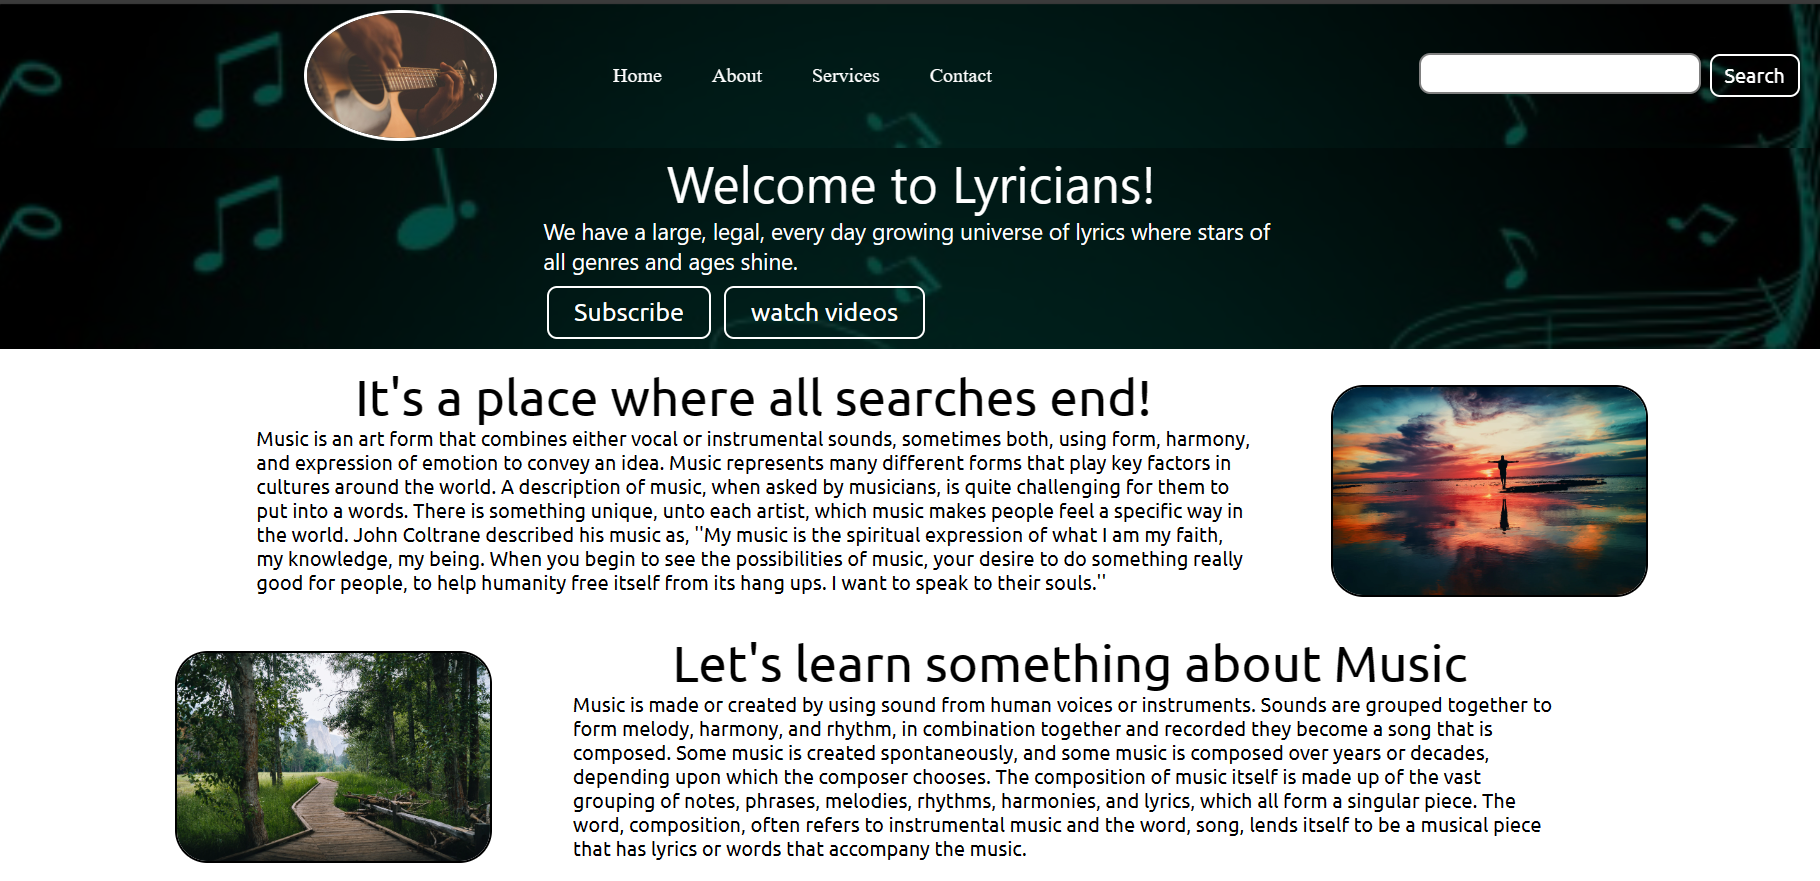 Home About Services Contact Search
Welcome to Lyricians!
We have a large, legal, every day growing universe of lyrics where stars of
all genres and ages shine.
Subscribe watch videos
It's a place where all searches end!
Music is an art form that combines either vocal or instrumental sounds, sometimes both, using form, harmony,
and expression of emotion to convey an idea. Music represents many different forms that play key factors in
cultures around the world. A description of music, when asked by musicians, is quite challenging for them to
put into a words. There is something unique, unto each artist, which music makes people feel a specific way in
the world. John Coltrane described his music as, "My music is the spiritual expression of what I am my faith,
my knowledge, my being. When you begin to see the possibilities of music, your desire to do something really
good for people, to help humanity free itself from its hang ups. I want to speak to their souls."
Let's learn something about Music
Music is made or created by using sound from human voices or instruments. Sounds are grouped together to
form melody, harmony, and rhythm, in combination together and recorded they become a song that is
composed. Some music is created spontaneously, and some music is composed over years or decades,
depending upon which the composer chooses. The composition of music itself is made up of the vast
grouping of notes, phrases, melodies, rhythms, harmonies, and lyrics, which all form a singular piece. The
word, composition, often refers to instrumental music and the word, song, lends itself to be a musical piece
that has lyrics or words that accompany the music.